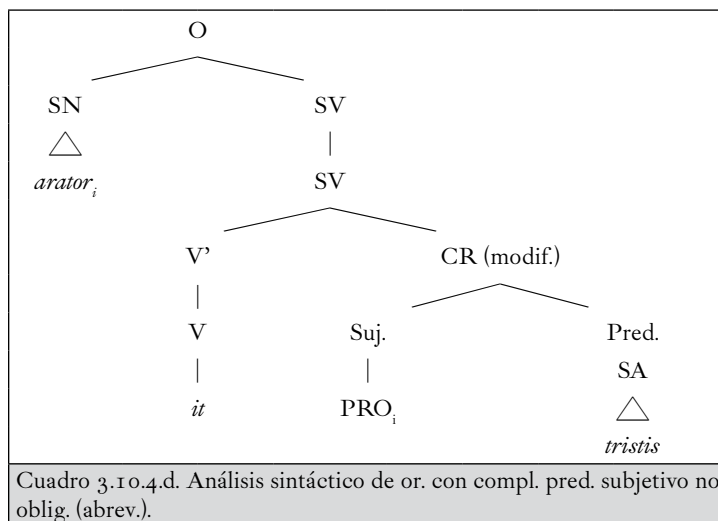 O
SN SV
arator_i SV
V’ CR (modif.)
V Suj. Pred.
SA
it PRO_i
tristis
Cuadro 3.10.4.d. Análisis sintáctico de or. con compl. pred. subjetivo no
oblig. (abrev.).